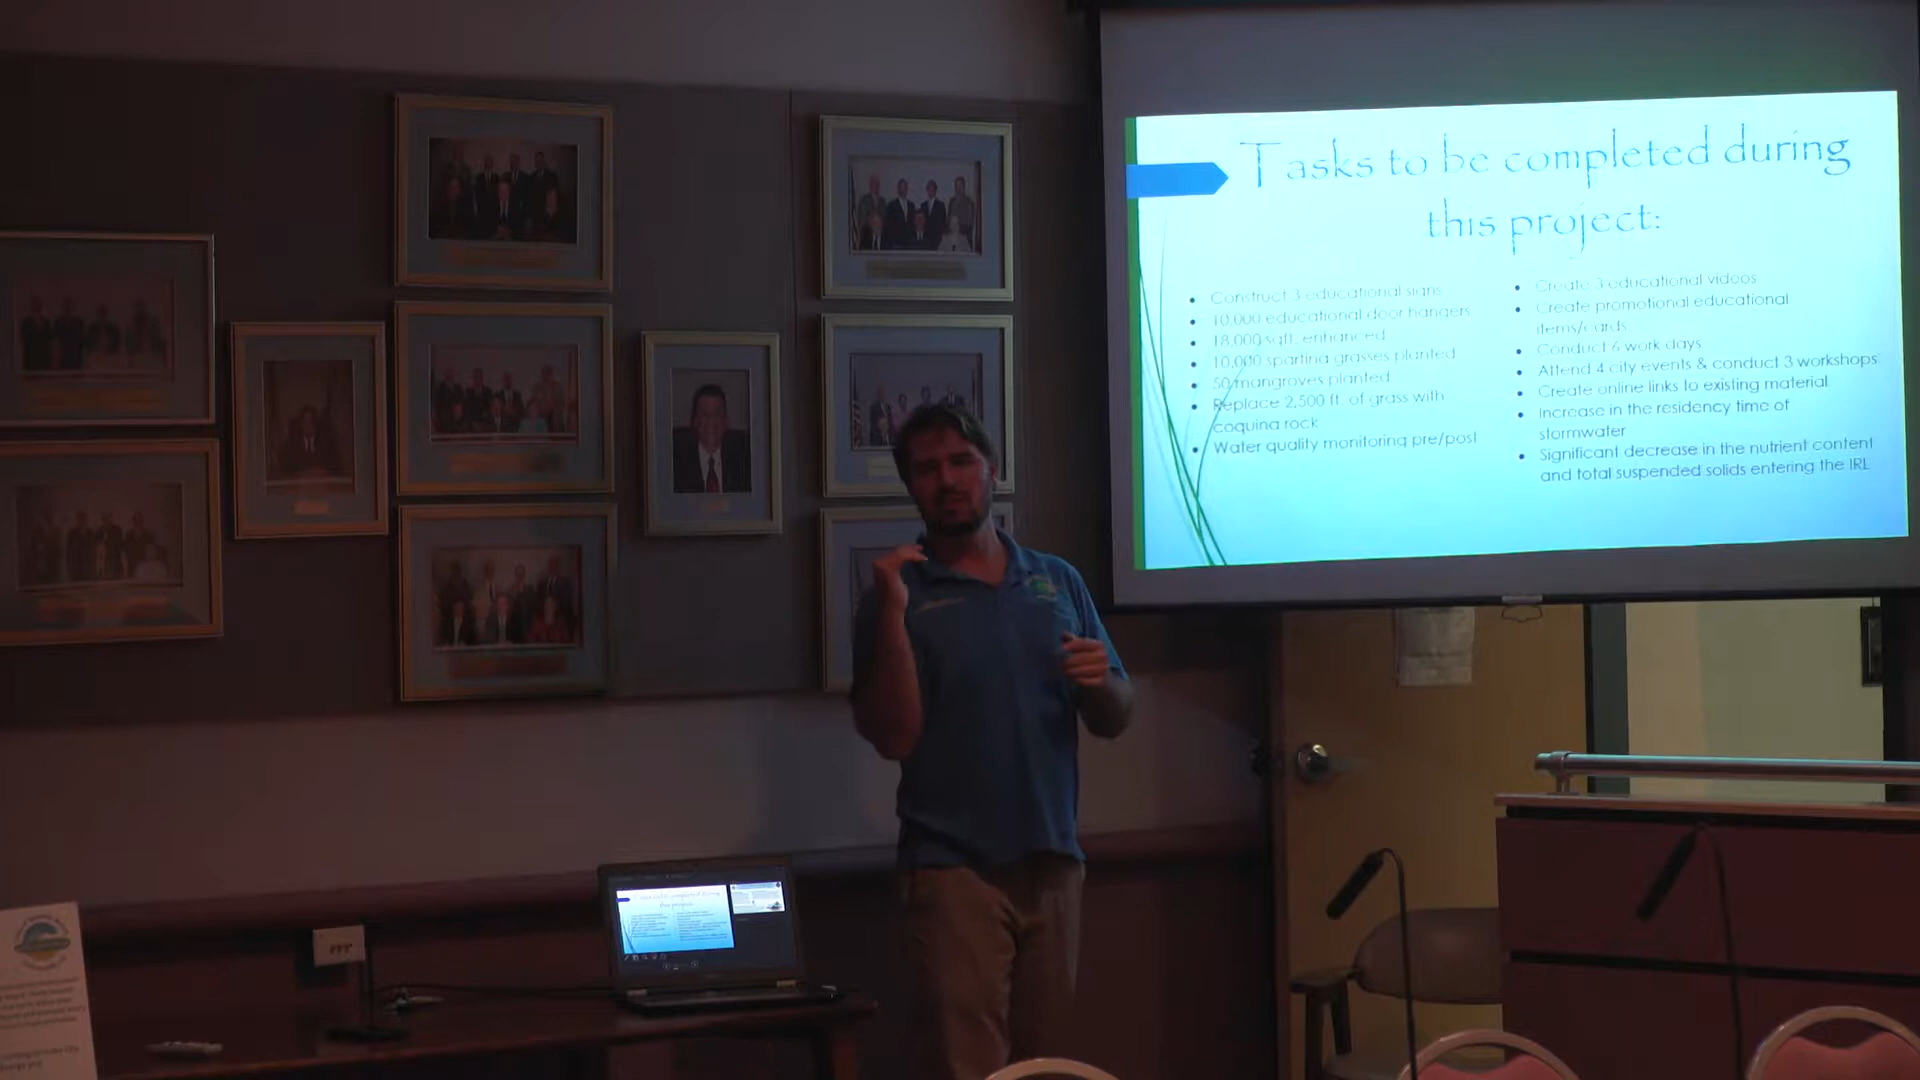 Tasks to be completed during
this project:
Construct 3 educational signs
10,000 educational door hangers
18,000 sqft. enhanced
10,000 spartina grasses planted
50 mangroves planted
Replace 2,500 ft. of grass with
coquina rock
Water quality monitoring pre/post
Create 3 educational videos
Create promotional educational
items/cards
Conduct 6 work days
Attend 4 city events & conduct 3 workshops
Create online links to existing material
Increase in the residency time of
stormwater
Significant decrease in the nutrient content
and total suspended solids entering the IRL